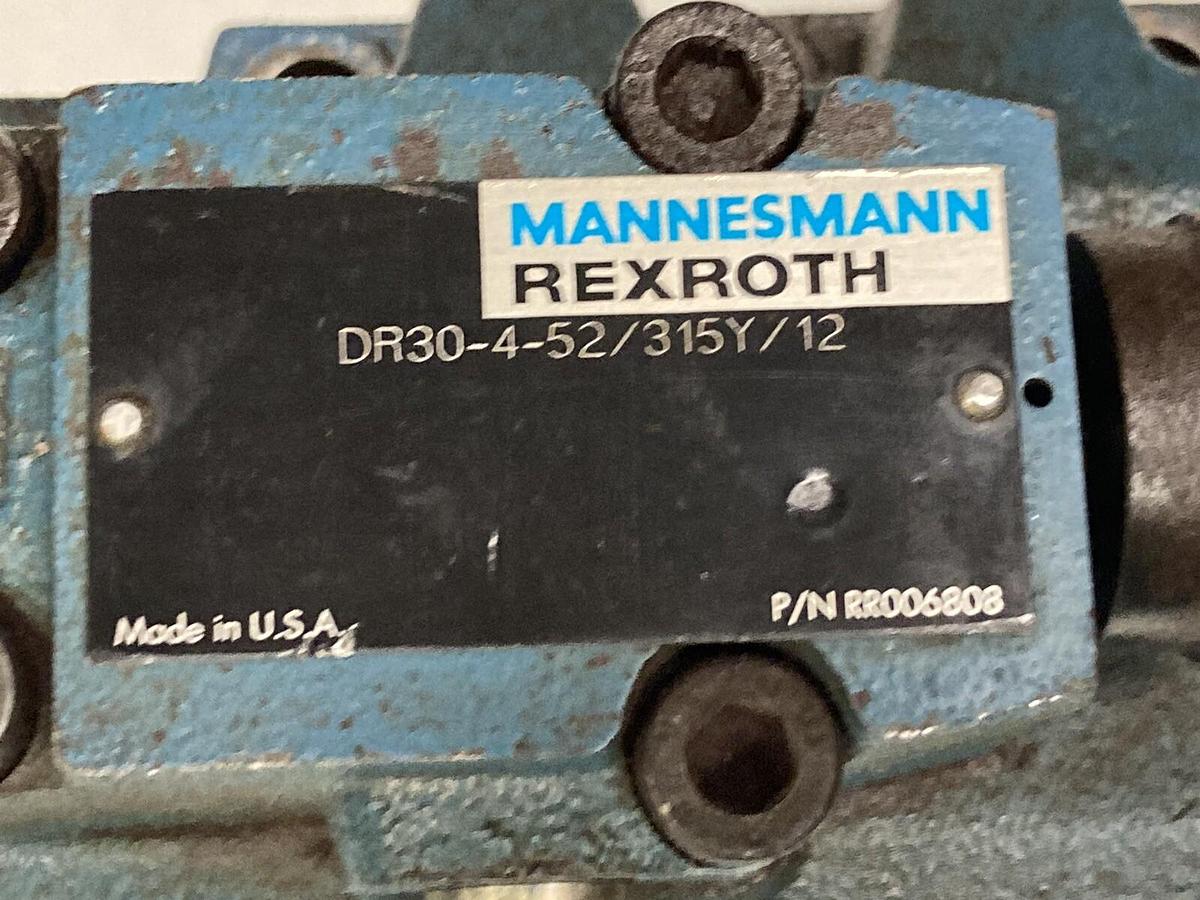 MANNESMANN
REXROTH
DR30-4-52/315Y/12
Made in U.S.A.
P/N RR006808